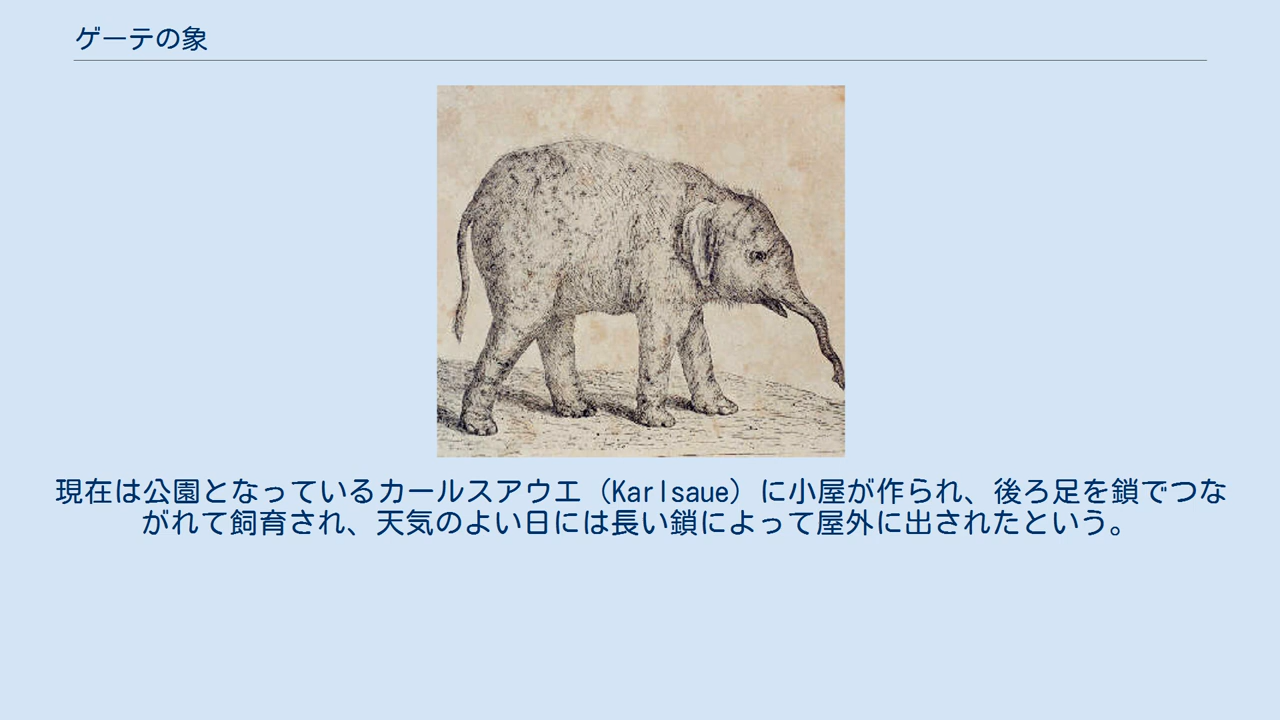 ゲーテの象
現在は公園となっているカールスアウエ（Karlsaue）に小屋が作られ、後ろ足を鎖でつな
がれて飼育され、天気のよい日には長い鎖によって屋外に出されたという。